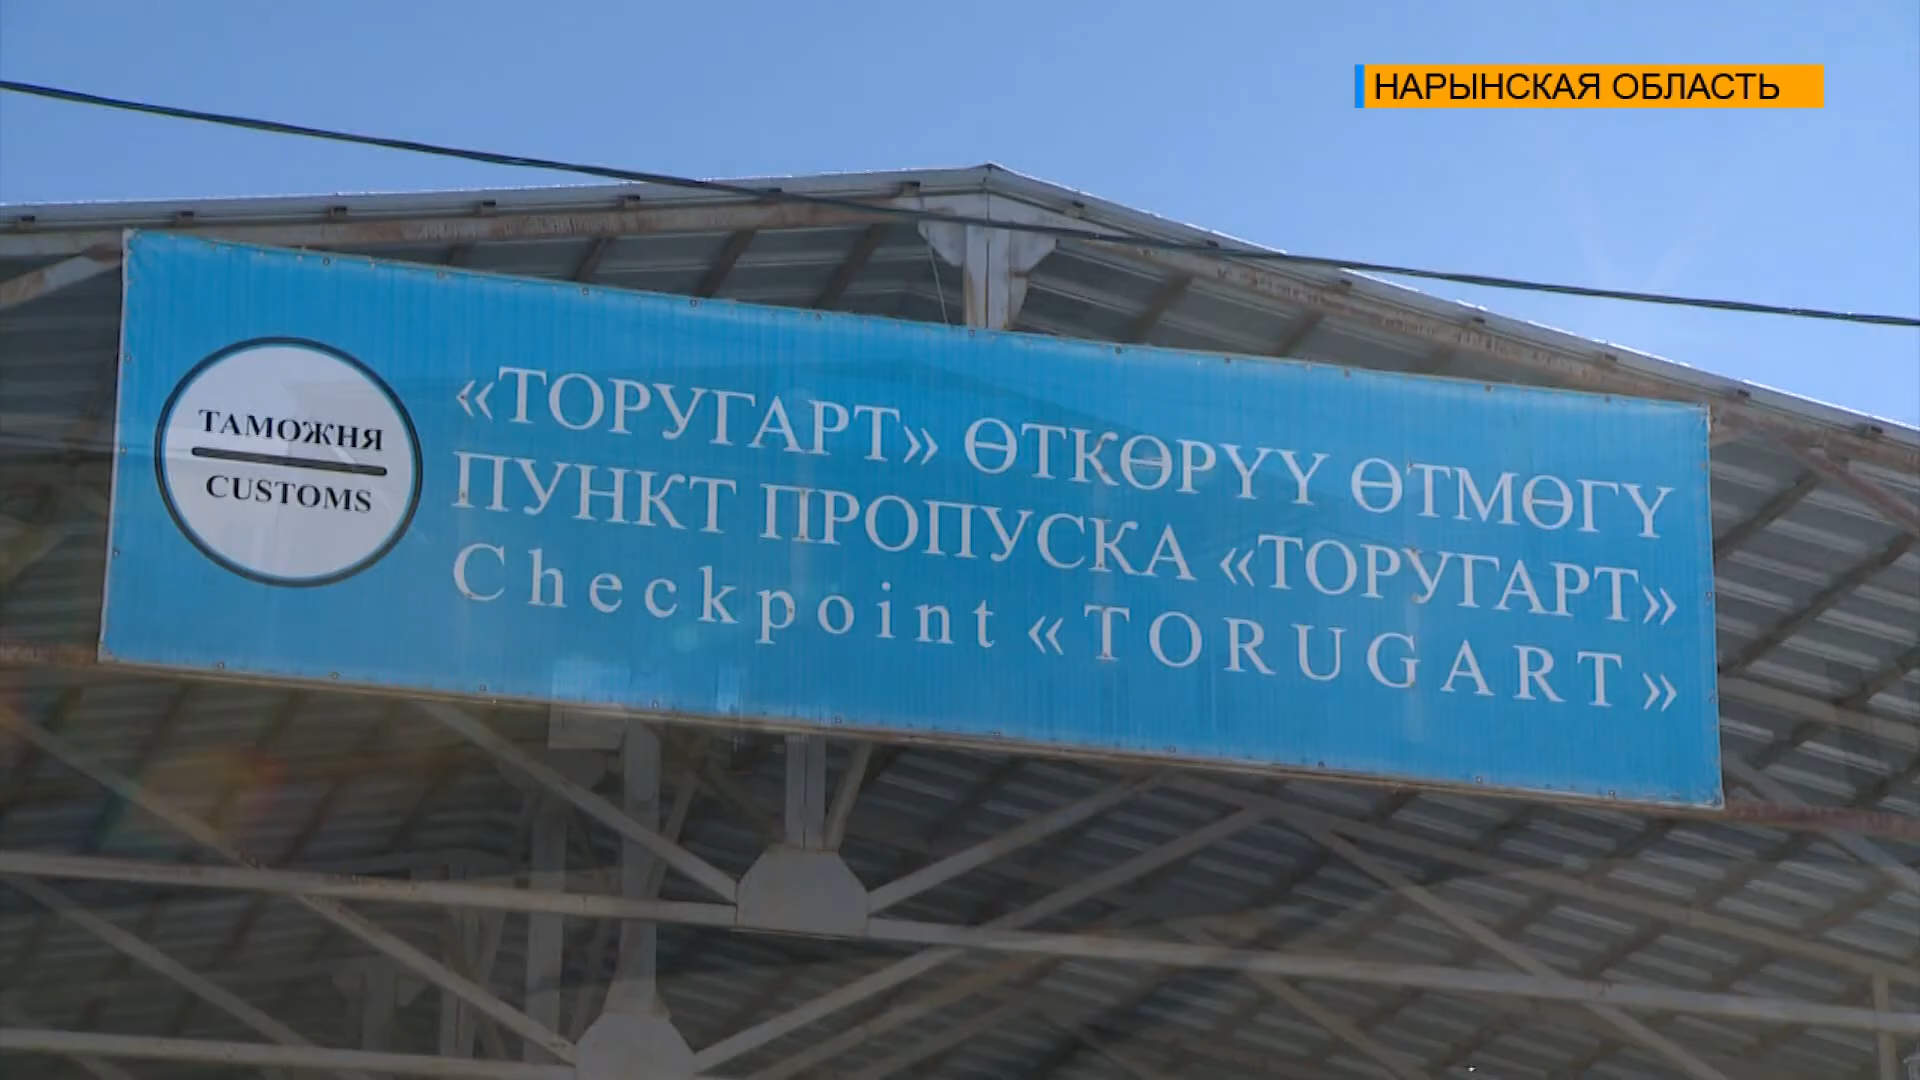 НАРЫНСКАЯ ОБЛАСТЬ
ТАМОЖНЯ
CUSTOMS
«ТОРУГАРТ» ӨТКӨРҮҮ ӨТМӨГҮ
ПУНКТ ПРОПУСКА «ТОРУГАРТ»
Checkpoint «TORUGART»